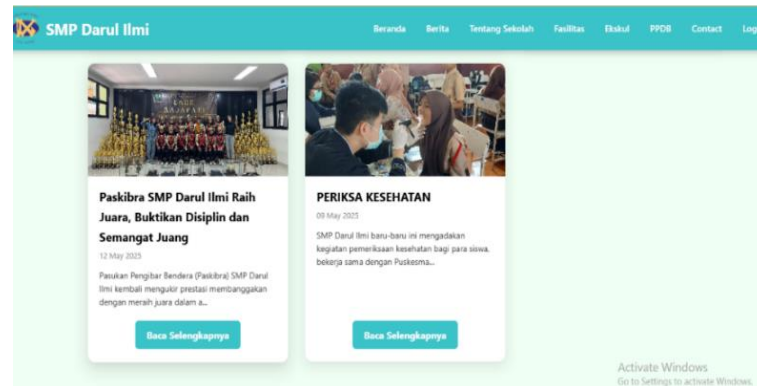 SMP Darul Ilmi
Beranda Berita Tentang Sekolah Fasilitas Ekskul PPDB Contact
Paskibra SMP Darul Ilmi Raih
Juara, Buktikan Disiplin dan
Semangat Juang
12 May 2025
Pasukan Pengibar Bendera (Paskibra) SMP Darul
Ilmi kembali mengukir prestasi membanggakan
dengan meraih juara dalam a...
Baca Selengkapnya
PERIKSA KESEHATAN
09 May 2025
SMP Darul Ilmi baru-baru ini mengadakan
kegiatan pemeriksaan kesehatan bagi para siswa,
bekerja sama dengan Puskesma...
Baca Selengkapnya
Activate Windows
Go to Settings to activate Windows.